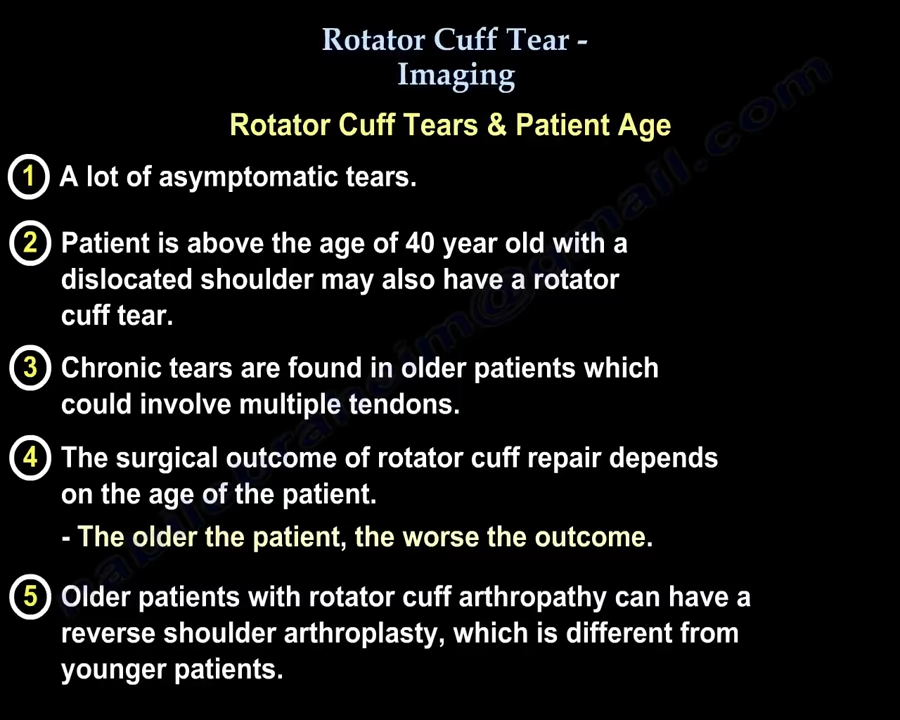 Rotator Cuff Tear -
Imaging
Rotator Cuff Tears & Patient Age
1 A lot of asymptomatic tears.
2 Patient is above the age of 40 year old with a
dislocated shoulder may also have a rotator
cuff tear.
3 Chronic tears are found in older patients which
could involve multiple tendons.
4 The surgical outcome of rotator cuff repair depends
on the age of the patient.
- The older the patient, the worse the outcome.
5 Older patients with rotator cuff arthropathy can have a
reverse shoulder arthroplasty, which is different from
younger patients.